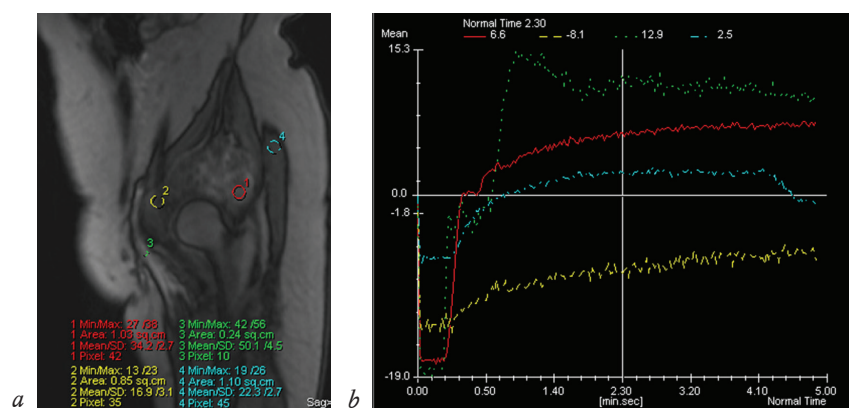 2
1
4
3
1 Min/Max: 27 /38
1 Area: 1.03 sq.cm
1 Mean/SD: 34.2 /2.7
1 Pixel: 42
3 Min/Max: 42 /56
3 Area: 0.24 sq.cm
3 Mean/SD: 50.1 /4.5
3 Pixel: 10
2 Min/Max: 13 /23
2 Area: 0.85 sq.cm
2 Mean/SD: 16.9 /3.1
2 Pixel: 35
4 Min/Max: 19 /26
4 Area: 1.10 sq.cm
4 Mean/SD: 22.3 /2.7
4 Pixel: 45
Sag>
a
b
Normal Time 2.30
Mean
6.6 -8.1 12.9 2.5
15.3
0.0
-1.8
-19.0
0.00 0.50 1.40 2:30 3.20 4.10 5.00
[min.sec] Normal Time